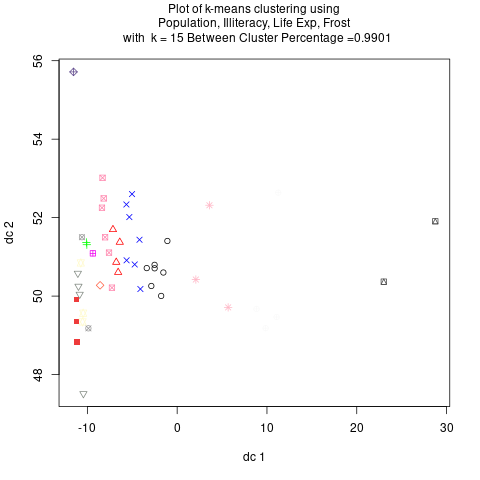 Plot of k-means clustering using
Population, Illiteracy, Life Exp, Frost
with k = 15 Between Cluster Percentage =0.9901
56
54
52
50
48
dc 2
-10 0 10 20 30
dc 1